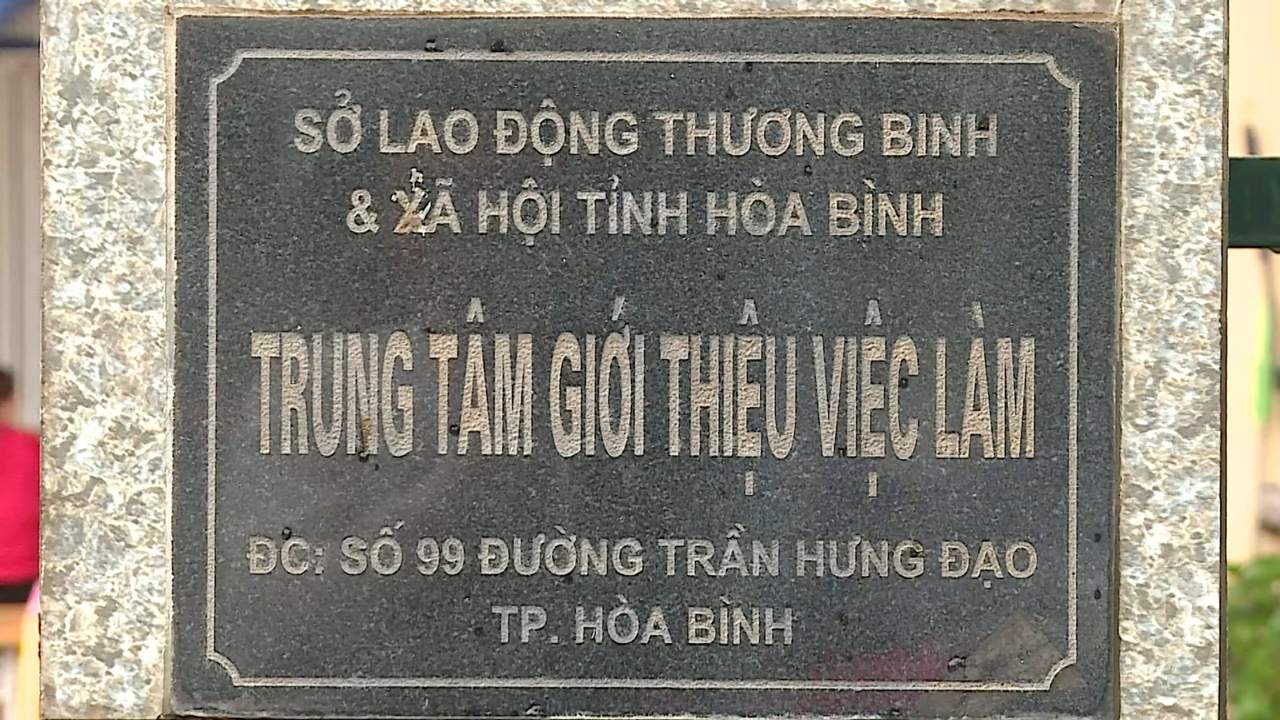 SỞ LAO ĐỘNG THƯƠNG BINH
& XÃ HỘI TỈNH HÒA BÌNH
TRUNG TÂM GIỚI THIỆU VIỆC LÀM
ĐC: SỐ 99 ĐƯỜNG TRẦN HƯNG ĐẠO
TP. HÒA BÌNH